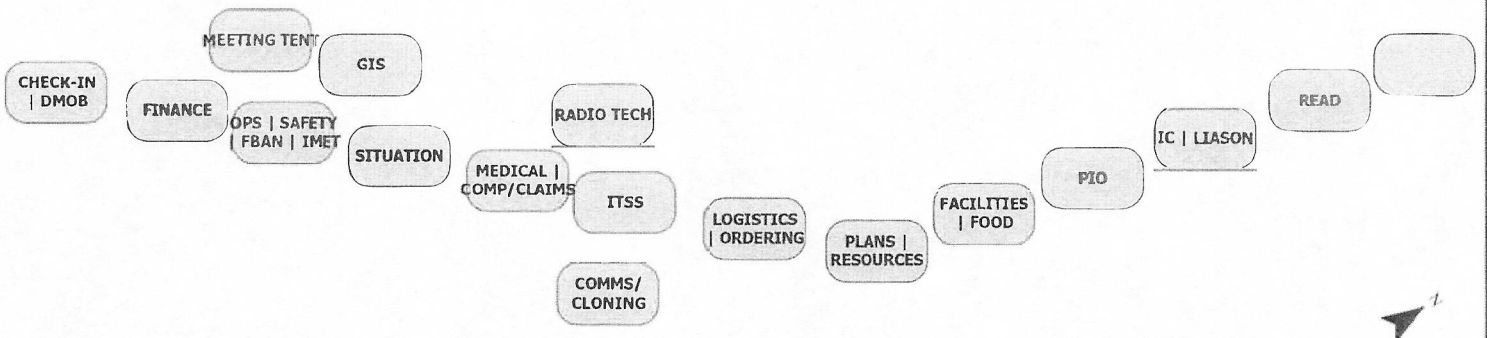 MEETING TENT
GIS
CHECK-IN
| DMOB
FINANCE
OPS | SAFETY
| FBAN | IMET
SITUATION
RADIO TECH
MEDICAL |
COMP/CLAIMS
ITSS
COMMS/
CLONING
LOGISTICS
| ORDERING
PLANS |
RESOURCES
FACILITIES
| FOOD
PIO
IC | LIASON
READ
N